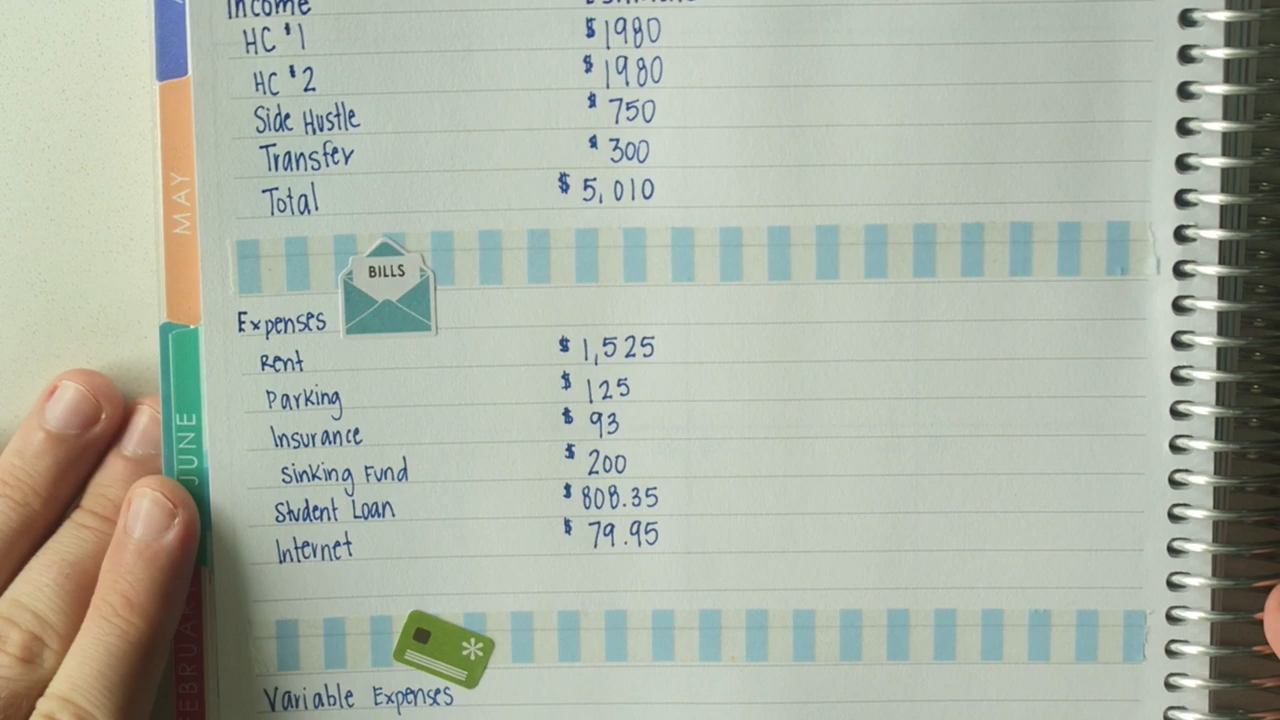 Income
HC #1 $1980
HC #2 $1980
Side Hustle $750
Transfer $300
Total $5,010
MAY
BILLS
Expenses
Rent $1,525
Parking $125
Insurance $93
Sinking Fund $200
Student Loan $808.35
Internet $79.95
JUNE
Variable Expenses